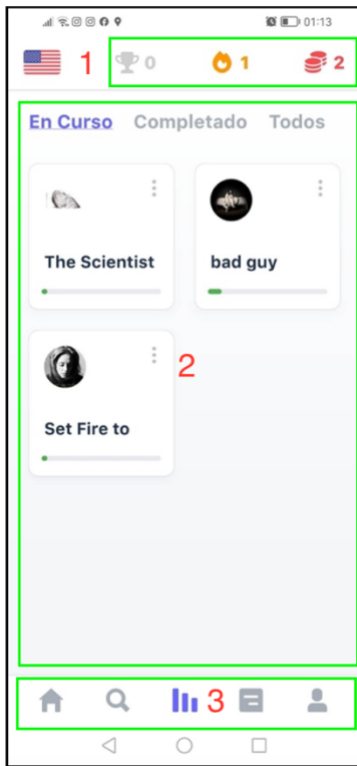 01:13
1 0 1 2
En Curso Completado Todos
The Scientist bad guy
2
Set Fire to
3